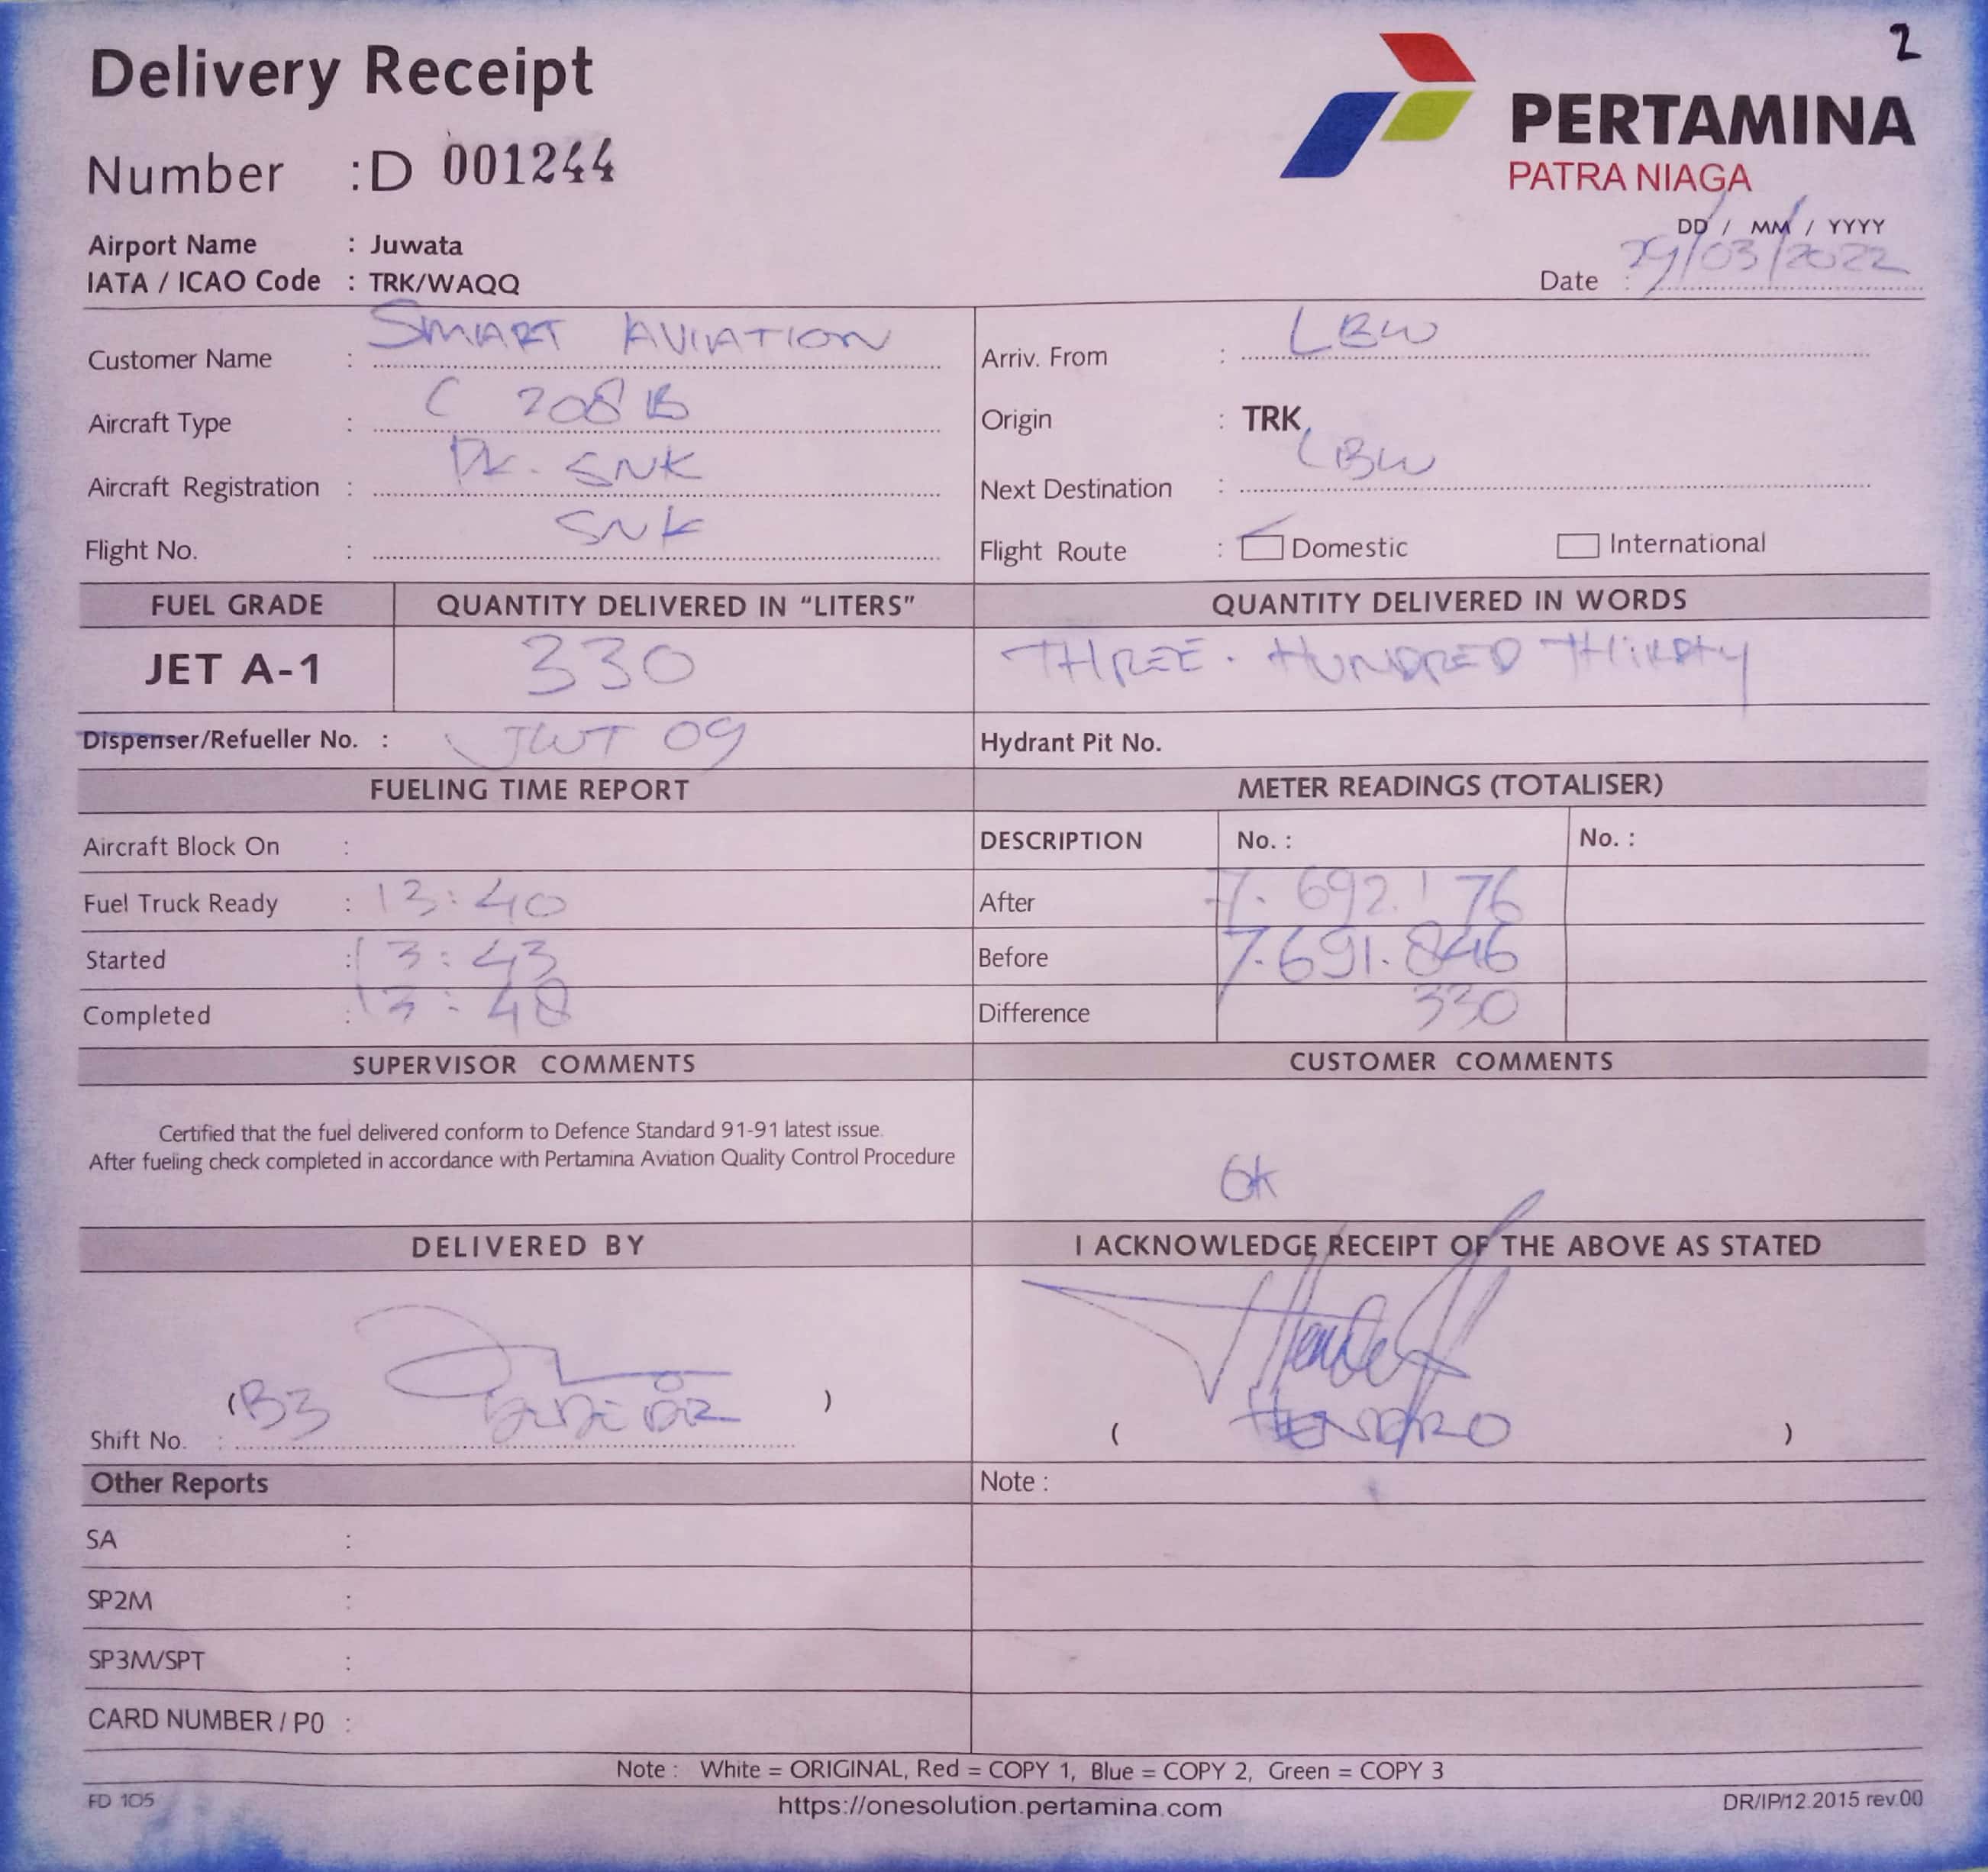 2
Delivery Receipt
PERTAMINA
PATRA NIAGA
Number : D 001244
Airport Name : Juwata
IATA / ICAO Code : TRK/WAQQ
DD / MM / YYYY
Date : 29/03/2022
Customer Name : SMART AVIATION
Arriv. From : LBW
Aircraft Type : C 208 B
Origin : TRK
Aircraft Registration : PK. SNK
Next Destination : LBW
Flight No. : SNK
Flight Route : Domestic International
FUEL GRADE QUANTITY DELIVERED IN “LITERS” QUANTITY DELIVERED IN WORDS
JET A-1 330 THREE. HUNDRED THIRDTY
Dispenser/Refueller No. : JWT 09
Hydrant Pit No.
FUELING TIME REPORT METER READINGS (TOTALISER)
Aircraft Block On :
DESCRIPTION No. : No. :
Fuel Truck Ready : 13:40
After 7.692.176
Started : 13:43
Before 7.691.846
Completed : 13:48
Difference 330
SUPERVISOR COMMENTS CUSTOMER COMMENTS
Certified that the fuel delivered conform to Defence Standard 91-91 latest issue.
After fueling check completed in accordance with Pertamina Aviation Quality Control Procedure
Ok
DELIVERED BY I ACKNOWLEDGE RECEIPT OF THE ABOVE AS STATED
Shift No. : (B3 )
( HENDRO )
Other Reports Note :
SA :
SP2M :
SP3M/SPT :
CARD NUMBER / P0 :
Note : White = ORIGINAL, Red = COPY 1, Blue = COPY 2, Green = COPY 3
FD 105
https://onesolution.pertamina.com
DR/IP/12.2015 rev.00